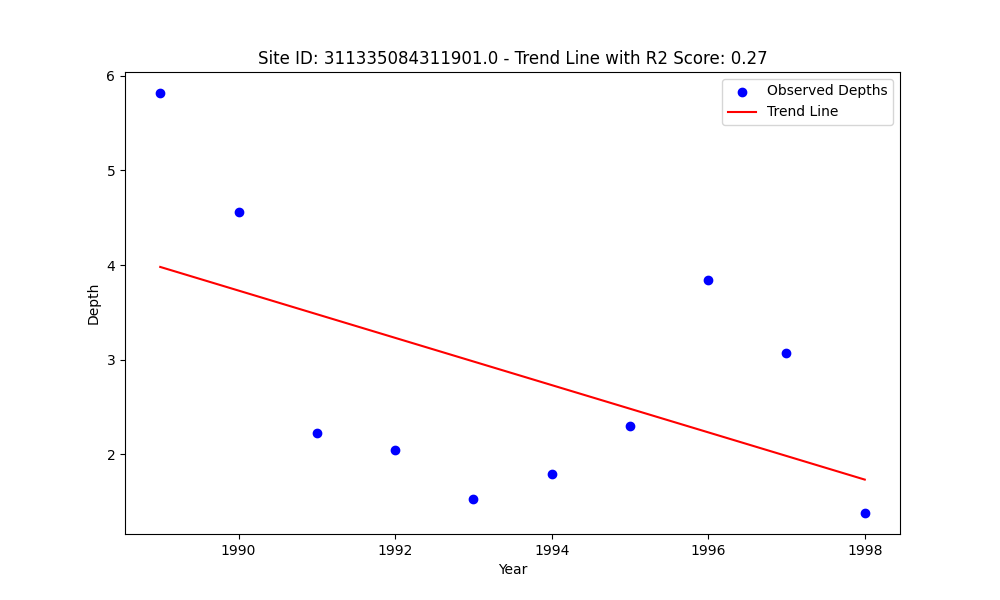 Site ID: 311335084311901.0 - Trend Line with R2 Score: 0.27
Observed Depths
Trend Line
6
5
4
3
2
Depth
1990
1992
1994
1996
1998
Year